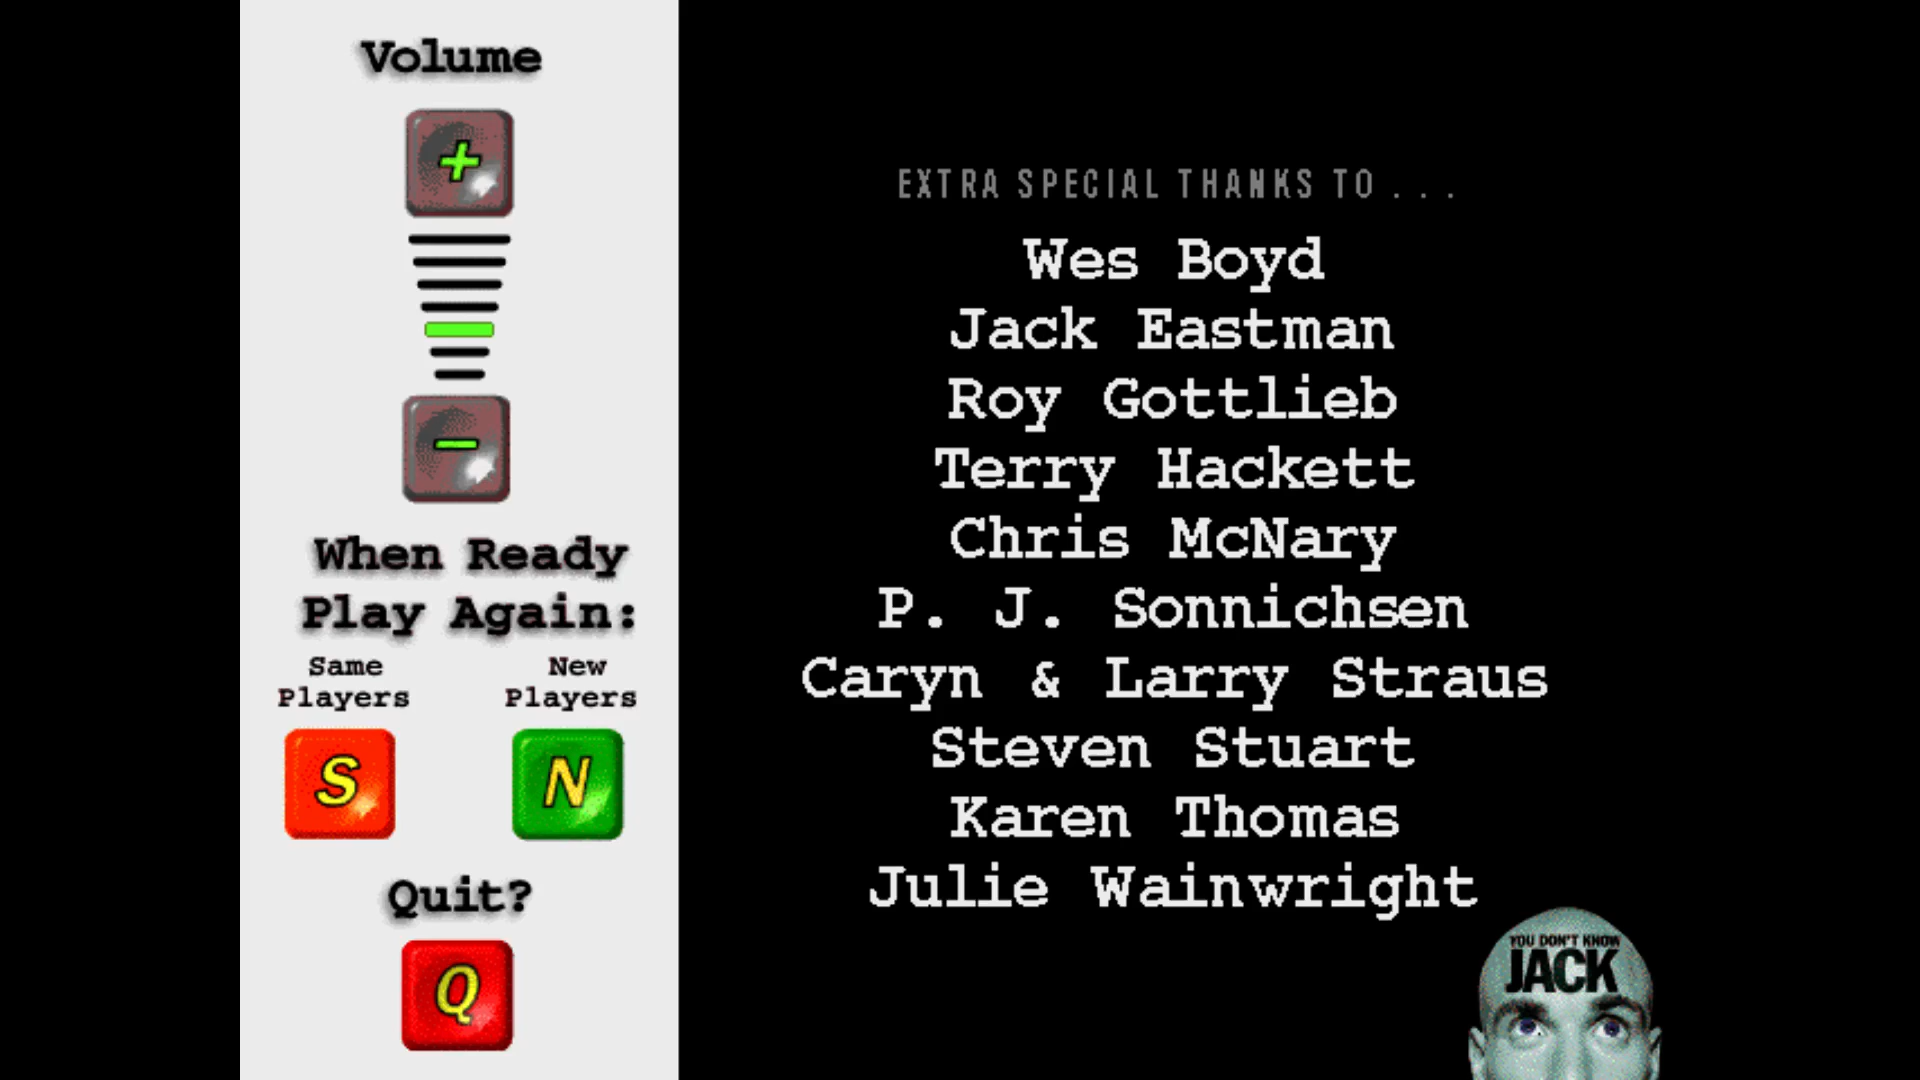 Volume
+
-
When Ready
Play Again:
Same
Players
New
Players
S
N
Quit?
Q
EXTRA SPECIAL THANKS TO . . .
Wes Boyd
Jack Eastman
Roy Gottlieb
Terry Hackett
Chris McNary
P. J. Sonnichsen
Caryn & Larry Straus
Steven Stuart
Karen Thomas
Julie Wainwright
YOU DON'T KNOW
JACK